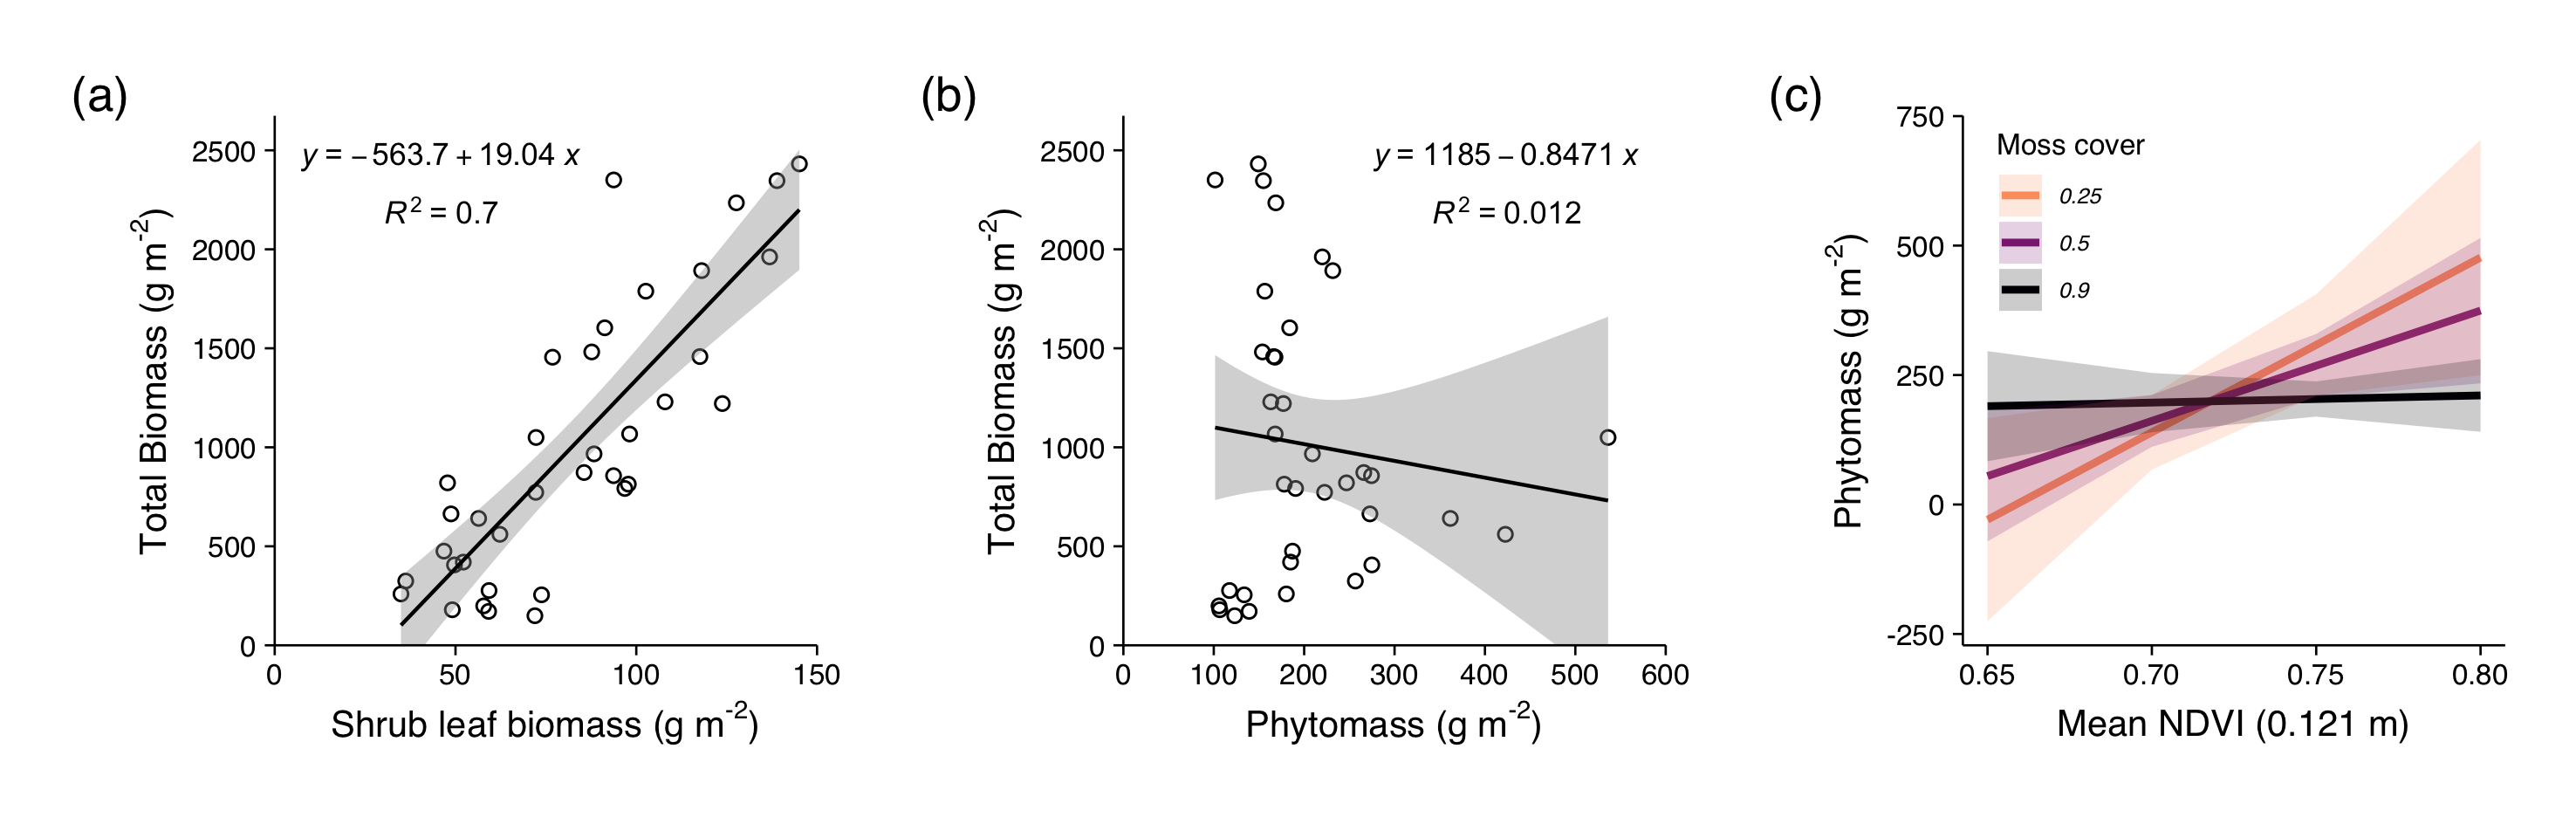 (a)
y = − 563.7 + 19.04 x
R² = 0.7
Total Biomass (g m⁻²)
2500
2000
1500
1000
500
0
0 50 100 150
Shrub leaf biomass (g m⁻²)
(b)
y = 1185 − 0.8471 x
R² = 0.012
Total Biomass (g m⁻²)
2500
2000
1500
1000
500
0
0 100 200 300 400 500 600
Phytomass (g m⁻²)
(c)
Moss cover
0.25
0.5
0.9
Phytomass (g m⁻²)
750
500
250
0
-250
0.65 0.70 0.75 0.80
Mean NDVI (0.121 m)